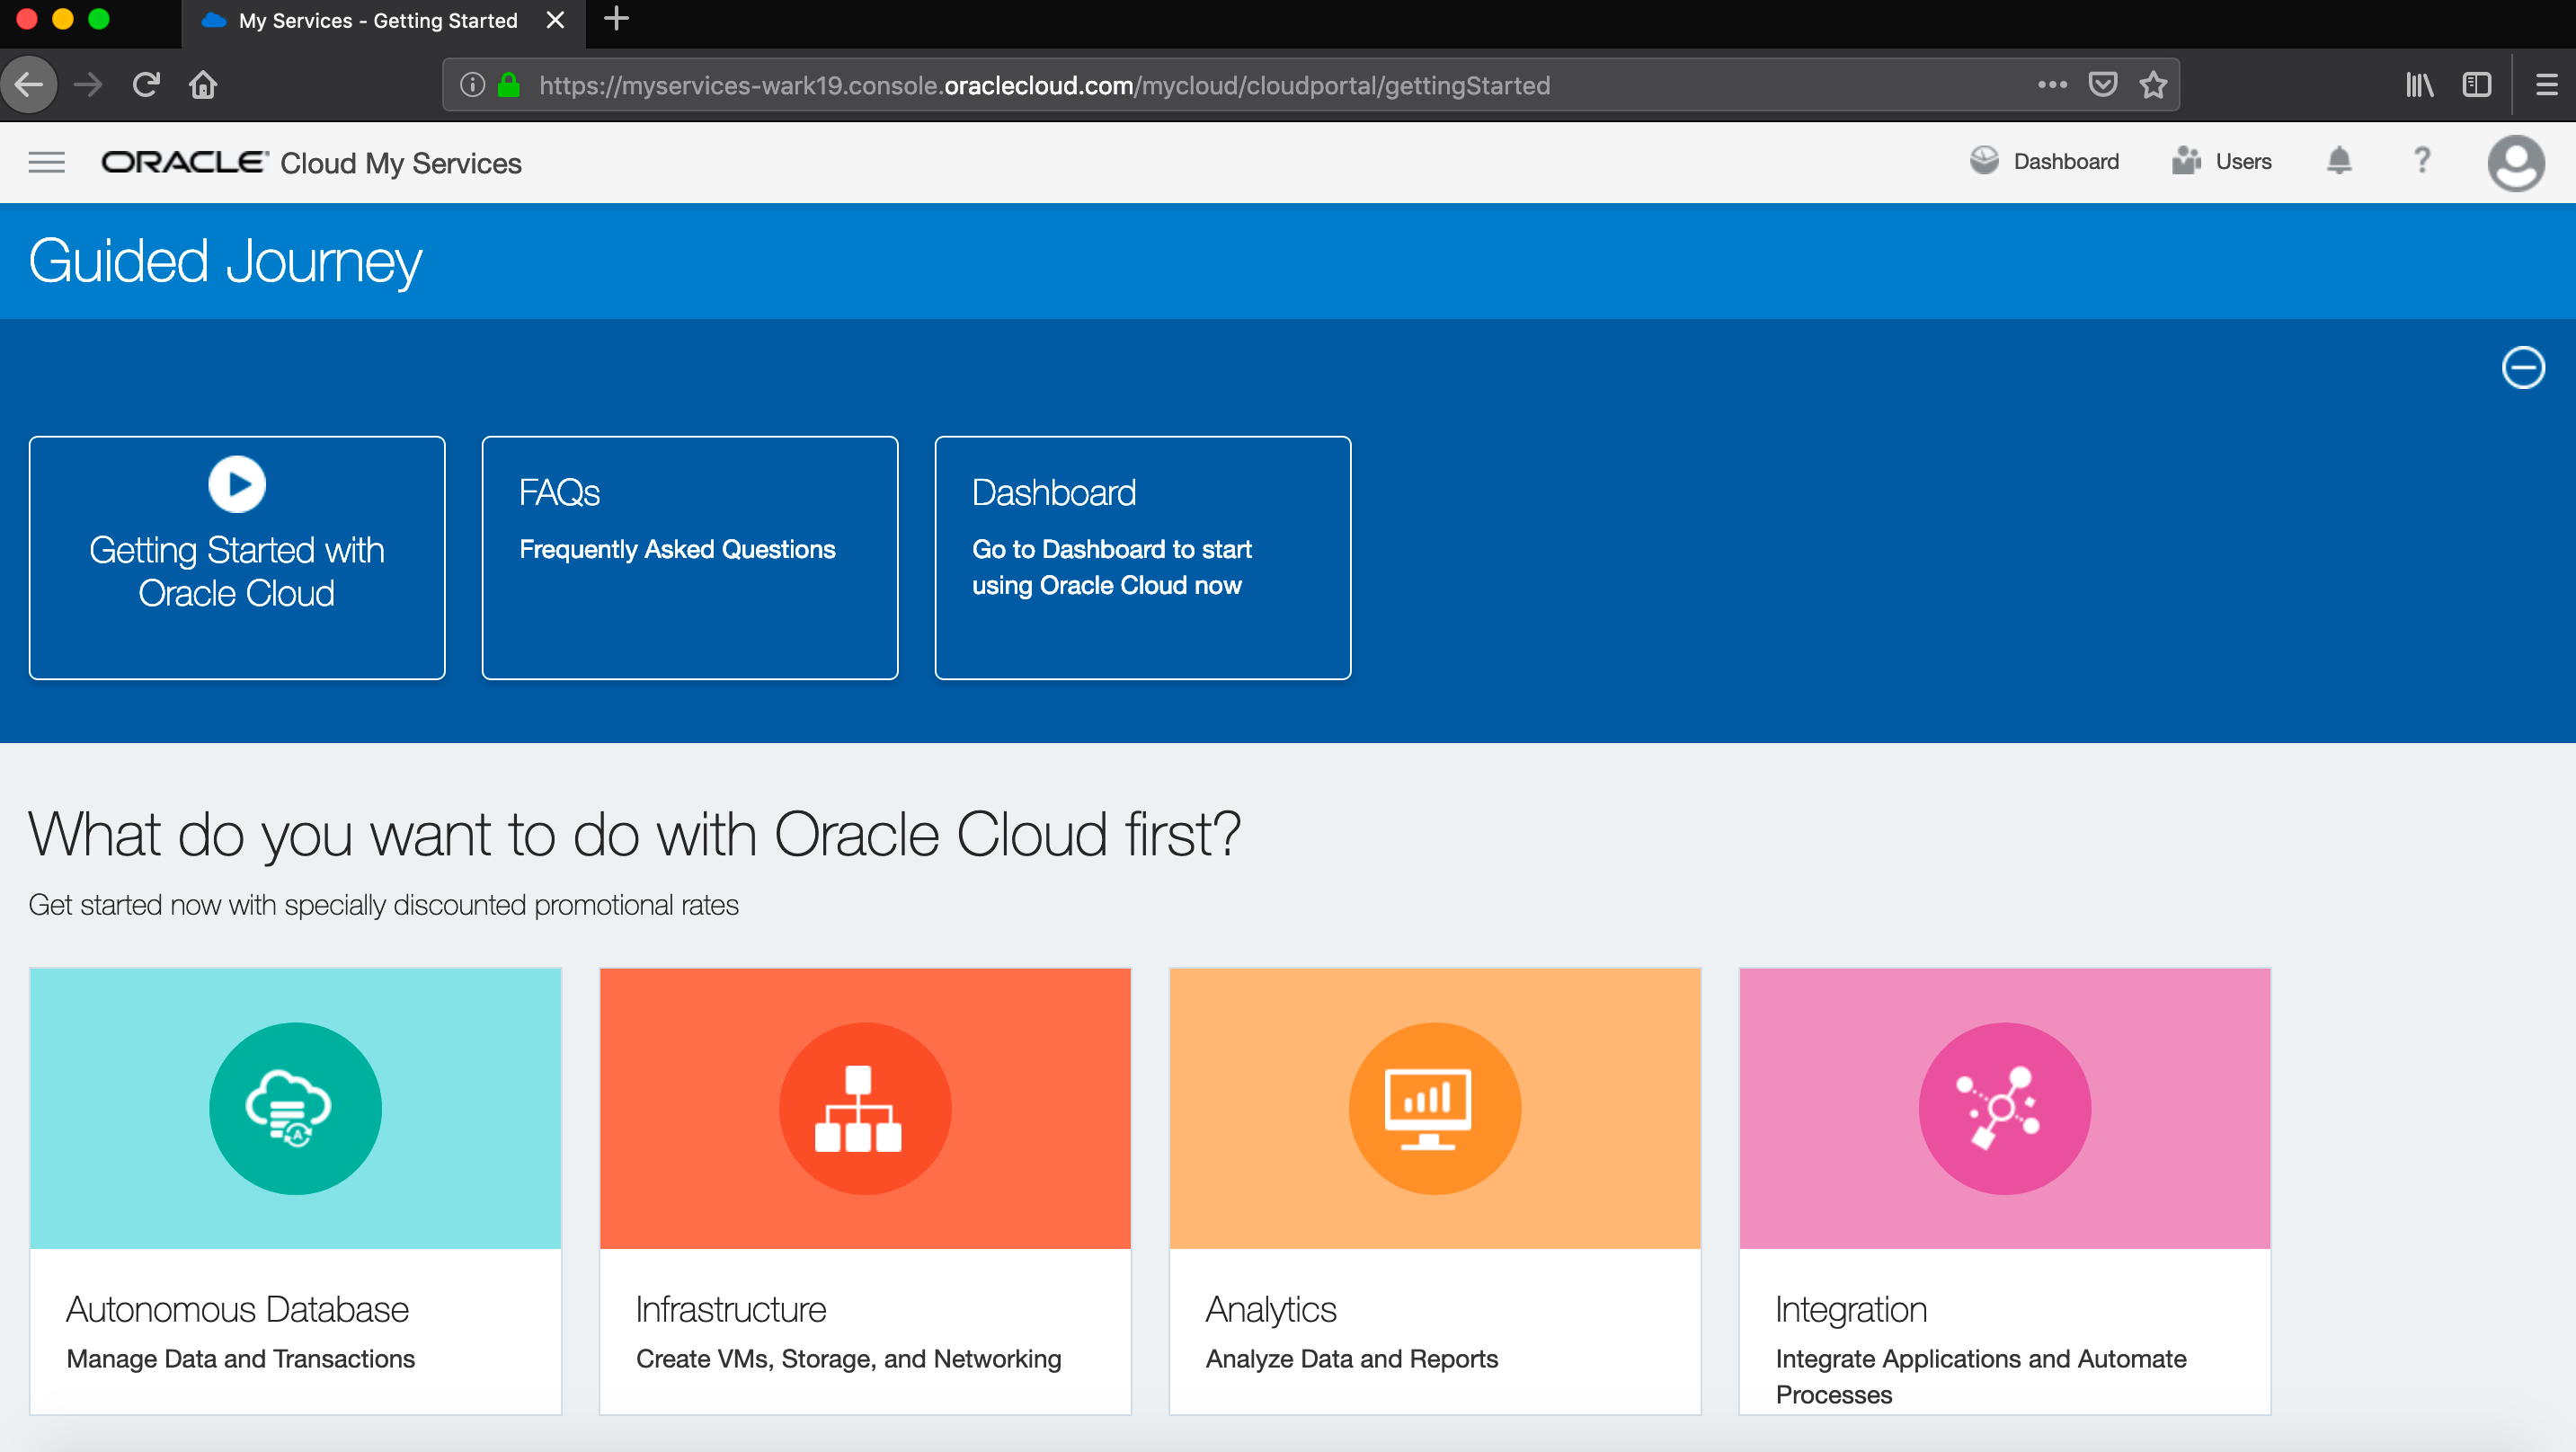 My Services - Getting Started
https://myservices-wark19.console.oraclecloud.com/mycloud/cloudportal/gettingStarted
ORACLE® Cloud My Services
Dashboard
Users
?
Guided Journey
Getting Started with
Oracle Cloud
FAQs
Frequently Asked Questions
Dashboard
Go to Dashboard to start
using Oracle Cloud now
What do you want to do with Oracle Cloud first?
Get started now with specially discounted promotional rates
A
Autonomous Database
Manage Data and Transactions
Infrastructure
Create VMs, Storage, and Networking
Analytics
Analyze Data and Reports
Integration
Integrate Applications and Automate
Processes